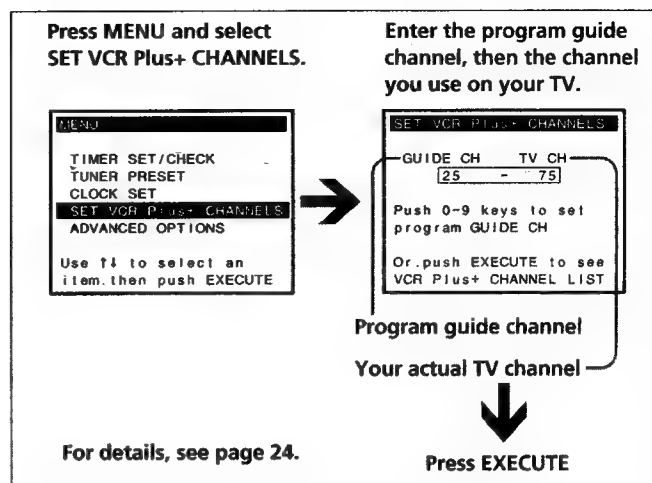 Press MENU and select
SET VCR Plus+ CHANNELS.
MENU
TIMER SET/CHECK
TUNER PRESET
CLOCK SET
SET VCR Plus+ CHANNELS
ADVANCED OPTIONS
Use ↑↓ to select an
item.then push EXECUTE
For details, see page 24.
Enter the program guide
channel, then the channel
you use on your TV.
SET VCR Plus+ CHANNELS
GUIDE CH TV CH
25 - 75
Push 0-9 keys to set
program GUIDE CH
Or.push EXECUTE to see
VCR Plus+ CHANNEL LIST
Program guide channel
Your actual TV channel
Press EXECUTE